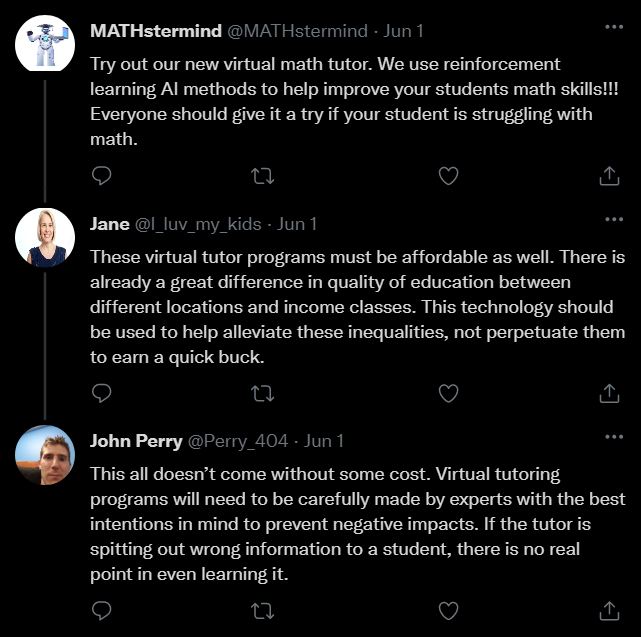 MATHstermind @MATHstermind · Jun 1
Try out our new virtual math tutor. We use reinforcement
learning AI methods to help improve your students math skills!!!
Everyone should give it a try if your student is struggling with
math.
Jane @I_luv_my_kids · Jun 1
These virtual tutor programs must be affordable as well. There is
already a great difference in quality of education between
different locations and income classes. This technology should
be used to help alleviate these inequalities, not perpetuate them
to earn a quick buck.
John Perry @Perry_404 · Jun 1
This all doesn’t come without some cost. Virtual tutoring
programs will need to be carefully made by experts with the best
intentions in mind to prevent negative impacts. If the tutor is
spitting out wrong information to a student, there is no real
point in even learning it.